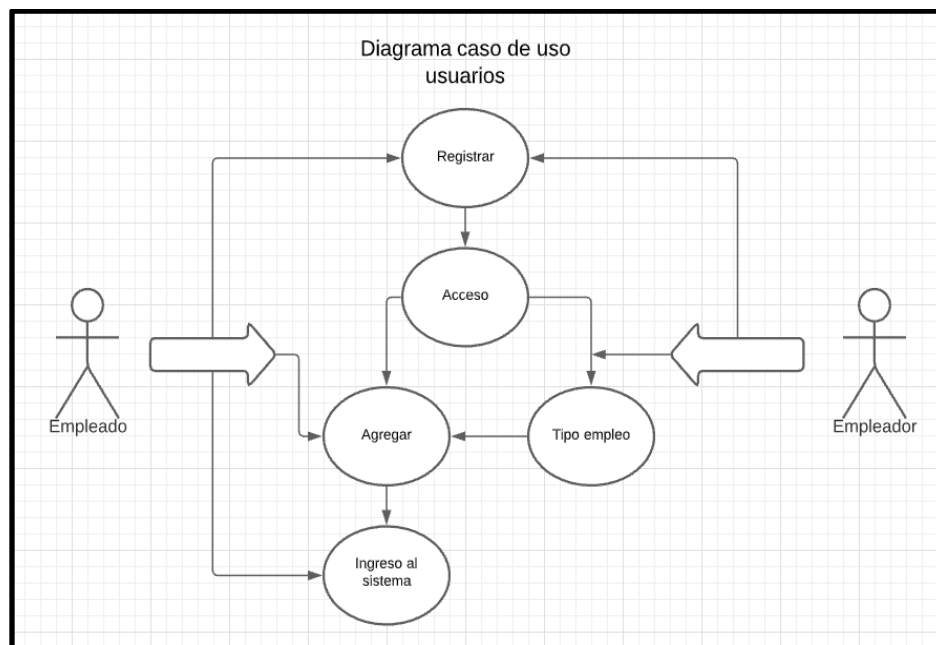 Diagrama caso de uso
usuarios
Registrar
Acceso
Empleado
Empleador
Agregar
Tipo empleo
Ingreso al
sistema